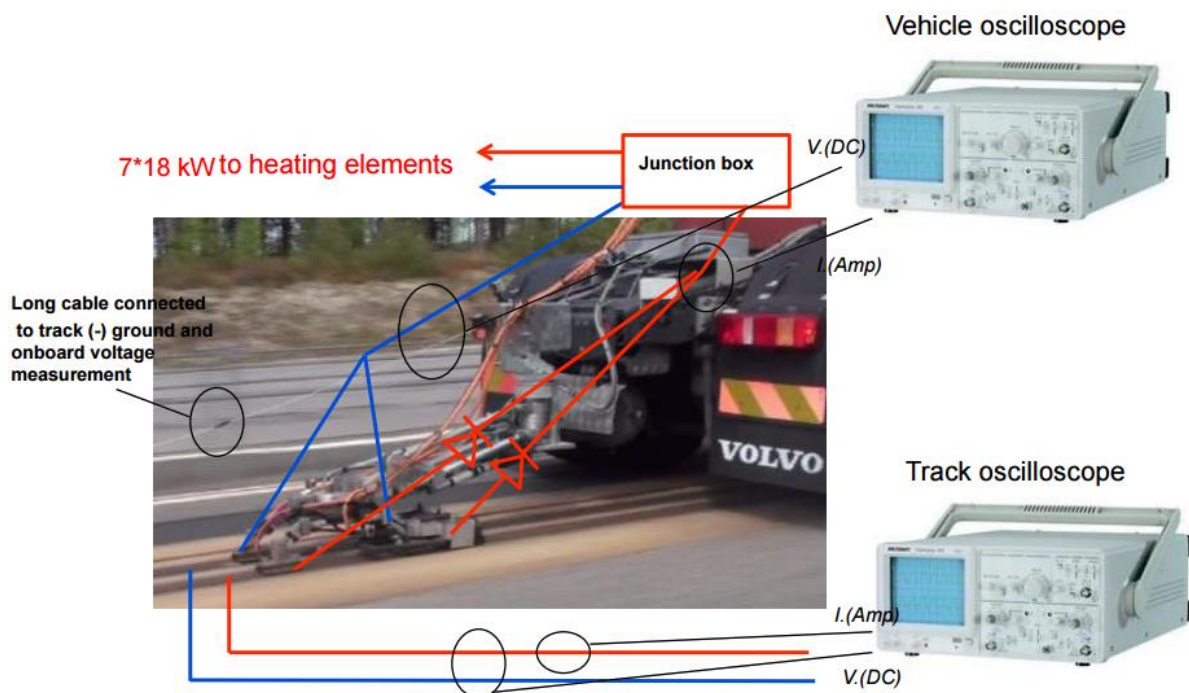 Vehicle oscilloscope
7*18 kW to heating elements
Junction box
V.(DC)
I.(Amp)
Long cable connected
to track (-) ground and
onboard voltage
measurement
VOLVO
Track oscilloscope
I.(Amp)
V.(DC)